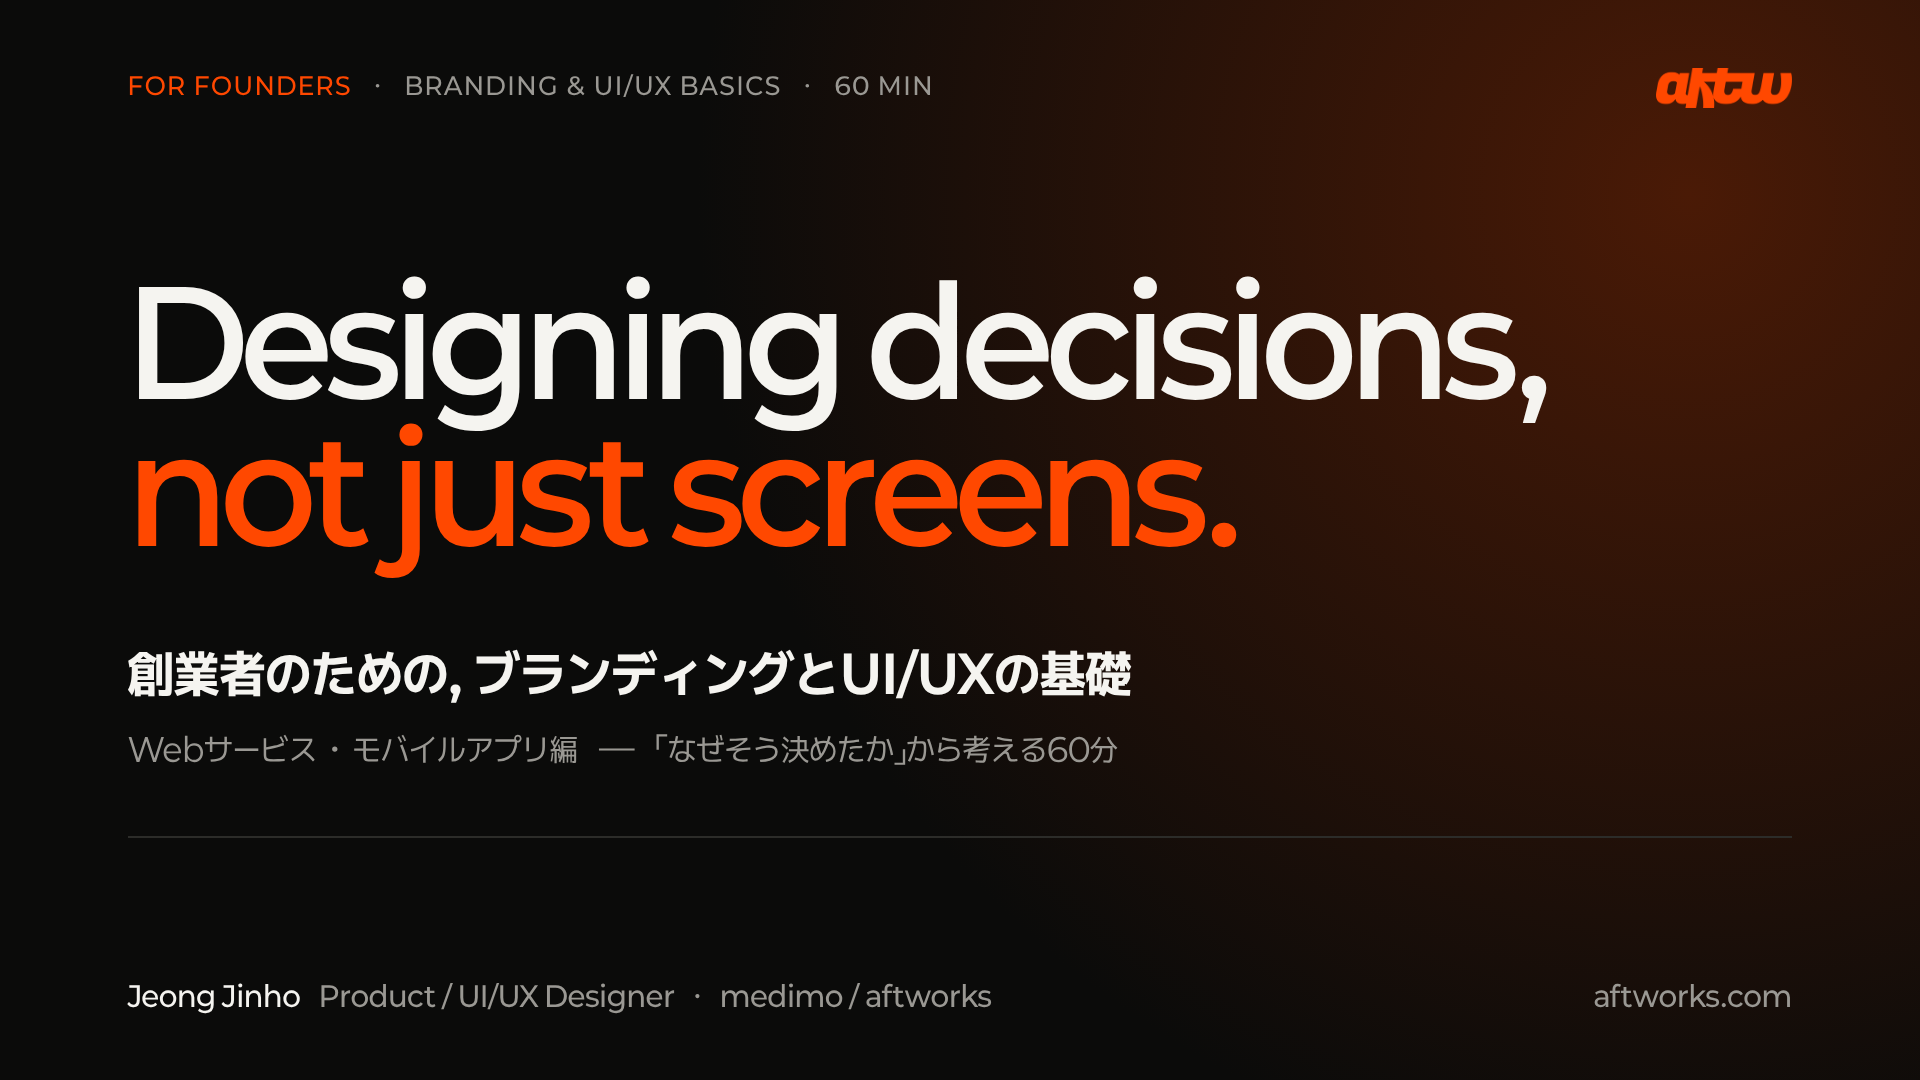 FOR FOUNDERS · BRANDING & UI/UX BASICS · 60 MIN
aftw
Designing decisions,
not just screens.
創業者のための, ブランディングとUI/UXの基礎
Webサービス・モバイルアプリ編 — 「なぜそう決めたか」から考える60分
Jeong Jinho Product / UI/UX Designer · medimo / aftworks
aftworks.com